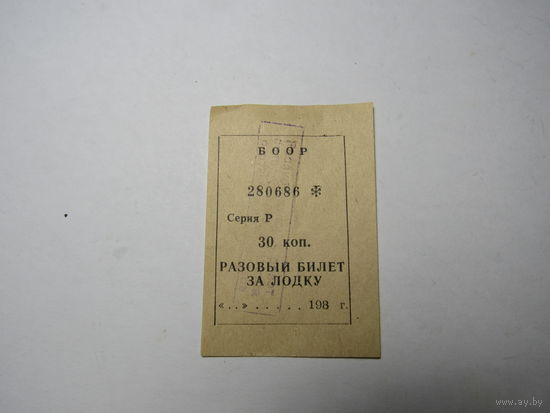 БООР
280686 ✻
Серия Р
30 коп.
РАЗОВЫЙ БИЛЕТ
ЗА ЛОДКУ
«..» ..... 198 г.
www.ay.by